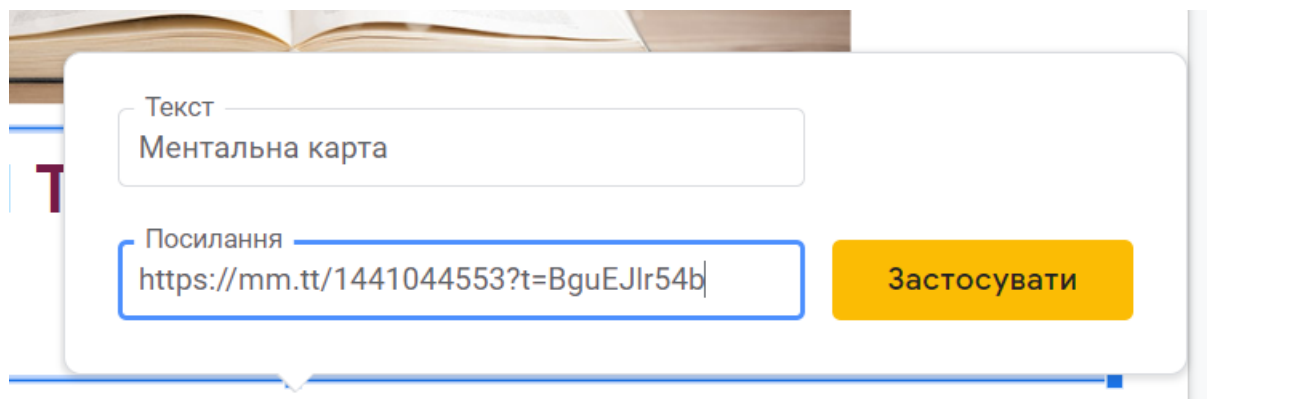 Т
Текст
Ментальна карта
Посилання
https://mm.tt/1441044553?t=BguEJlr54b
Застосувати